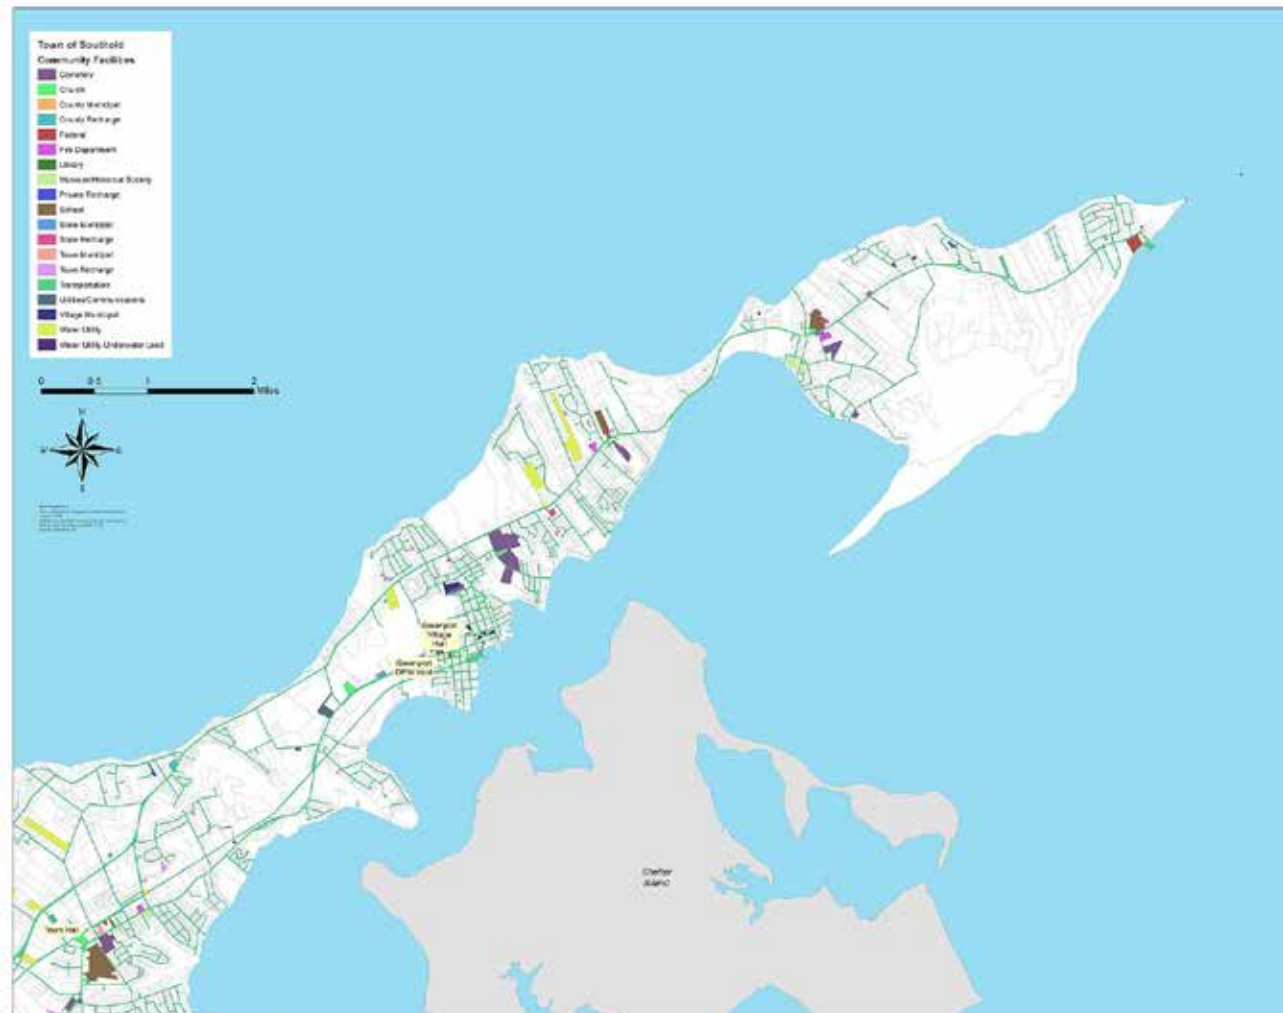 Town of Southold
Community Facilities
Cemetery
Church
County Municipal
County Recharge
Federal
Fire Department
Library
Museum/Historical Society
Private Recharge
School
State Municipal
State Recharge
Town Municipal
Town Recharge
Transportation
Utilities/Communications
Village Municipal
Water Utility
Water Utility Underwater Land
0 0.5 1 2
Miles
N
W E
S
Greenport
Village
Hall
Greenport
Shelter
Island
Town Hall